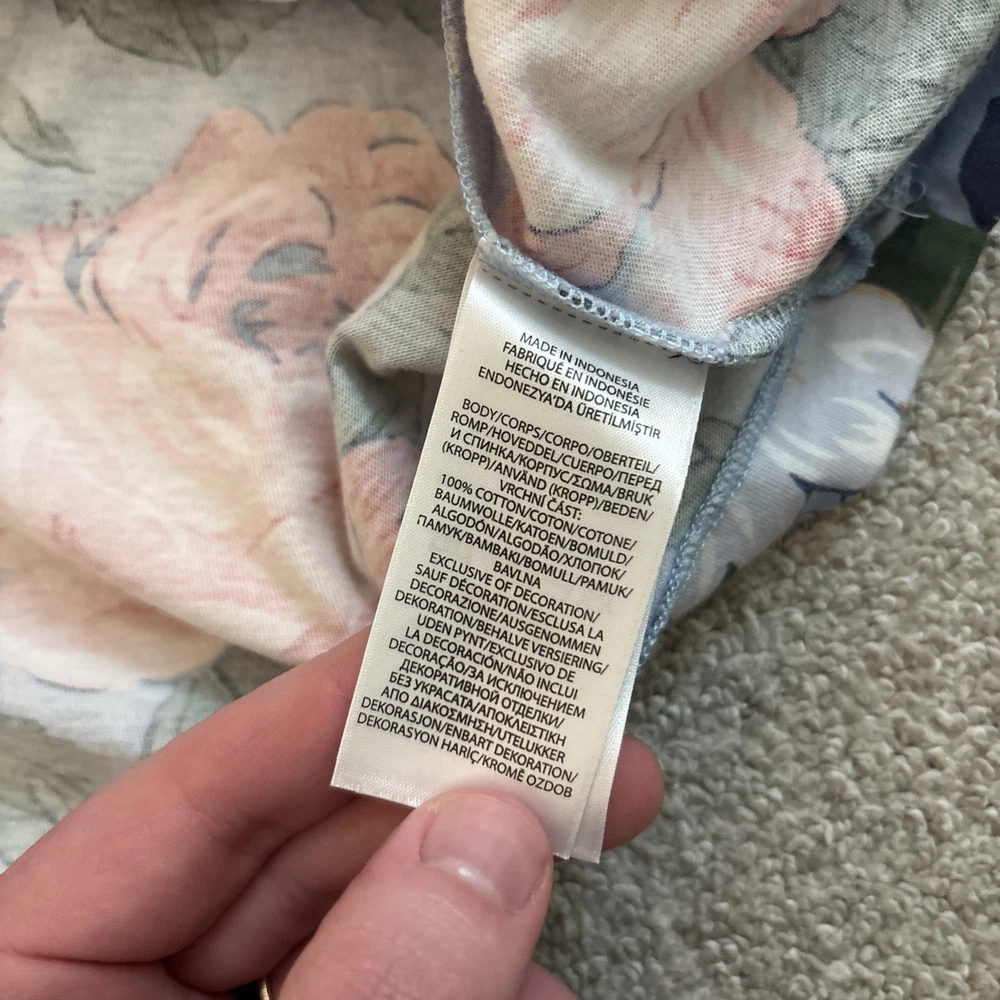 MADE IN INDONESIA
FABRIQUÉ EN INDONÉSIE
HECHO EN INDONESIA
ENDONEZYA'DA ÜRETİLMİŞTİR
BODY/CORPS/CORPO/OBERTEIL/
ROMP/HOVEDDEL/CUERPO/ПЕРЕД
И СПИНКА/КОРПУС/ΣΩΜΑ/BRUK
(KROPP)/ANVÄND (KROPP)/BEDEN/
VRCHNÍ ČÁST:
100% COTTON/COTON/COTONE/
BAUMWOLLE/KATOEN/BOMULD/
ALGODÓN/ALGODÃO/ХЛОПОК/
ПАМУК/ΒΑΜΒΑΚΙ/BOMULL/PAMUK/
BAVLNA
EXCLUSIVE OF DECORATION/
SAUF DÉCORATION/ESCLUSA LA
DECORAZIONE/AUSGENOMMEN
DEKORATION/BEHALVE VERSIERING/
UDEN PYNT/EXCLUSIVO DE
LA DECORACIÓN/NÃO INCLUI
DECORAÇÃO/ЗА ИСКЛЮЧЕНИЕМ
ДЕКОРАТИВНОЙ ОТДЕЛКИ/
БЕЗ УКРАСАТА/ΑΠΟΚΛΕΙΣΤΙΚΗ
ΑΠΟ ΔΙΑΚΟΣΜΗΣΗ/UTELUKKER
DEKORASJON/ENBART DEKORATION/
DEKORASYON HARİÇ/KROMĚ OZDOB